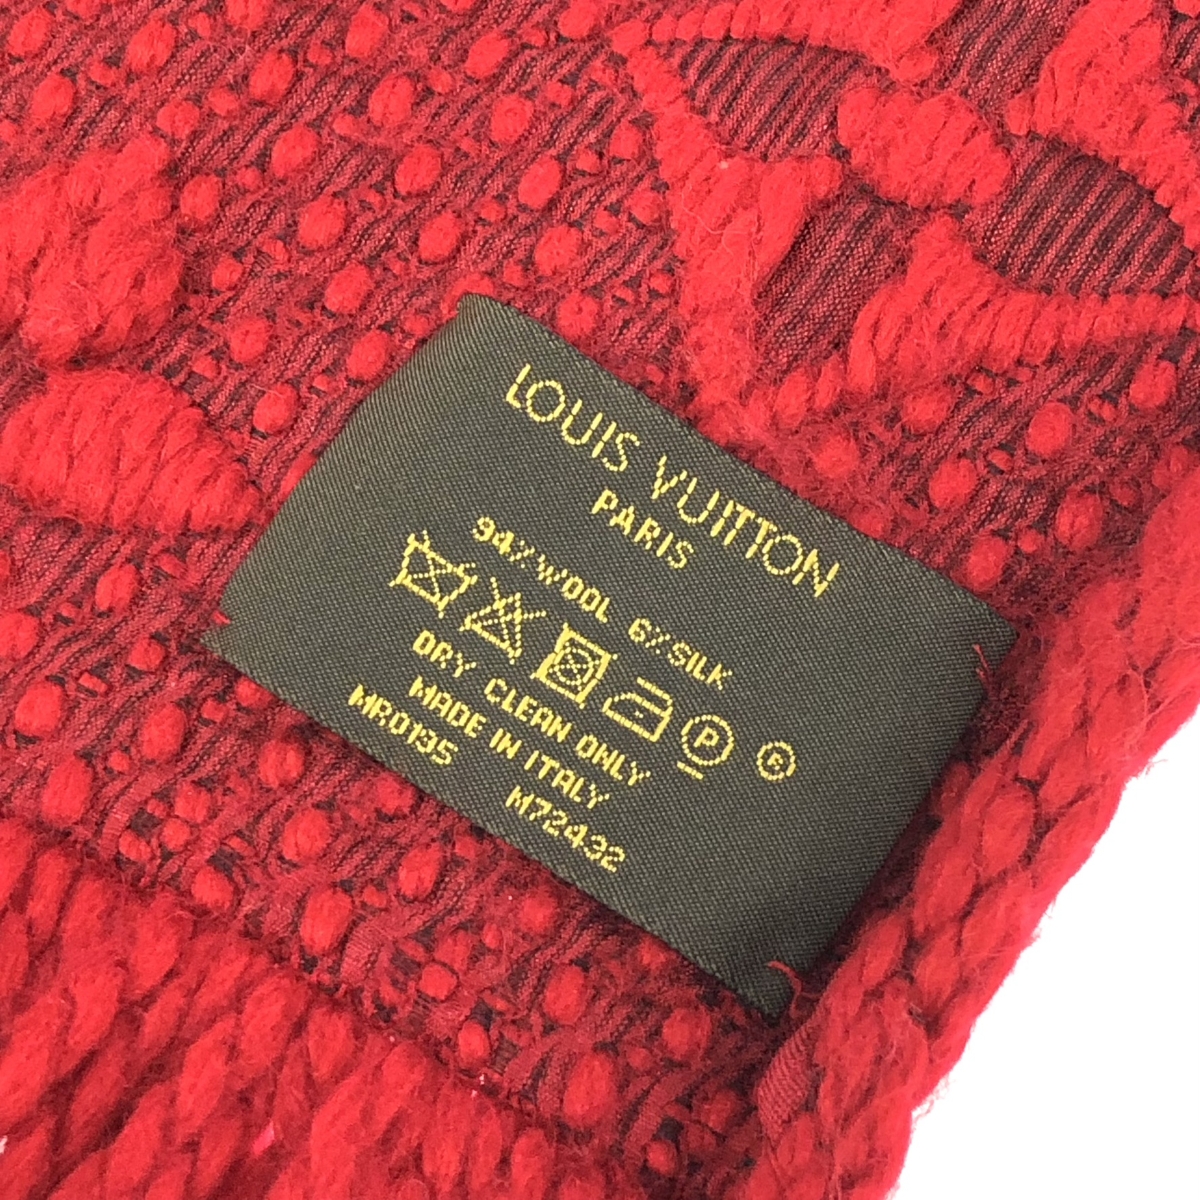 LOUIS VUITTON
PARIS
94% WOOL 6% SILK
P ®
DRY CLEAN ONLY
MADE IN ITALY
MR0135 M72432